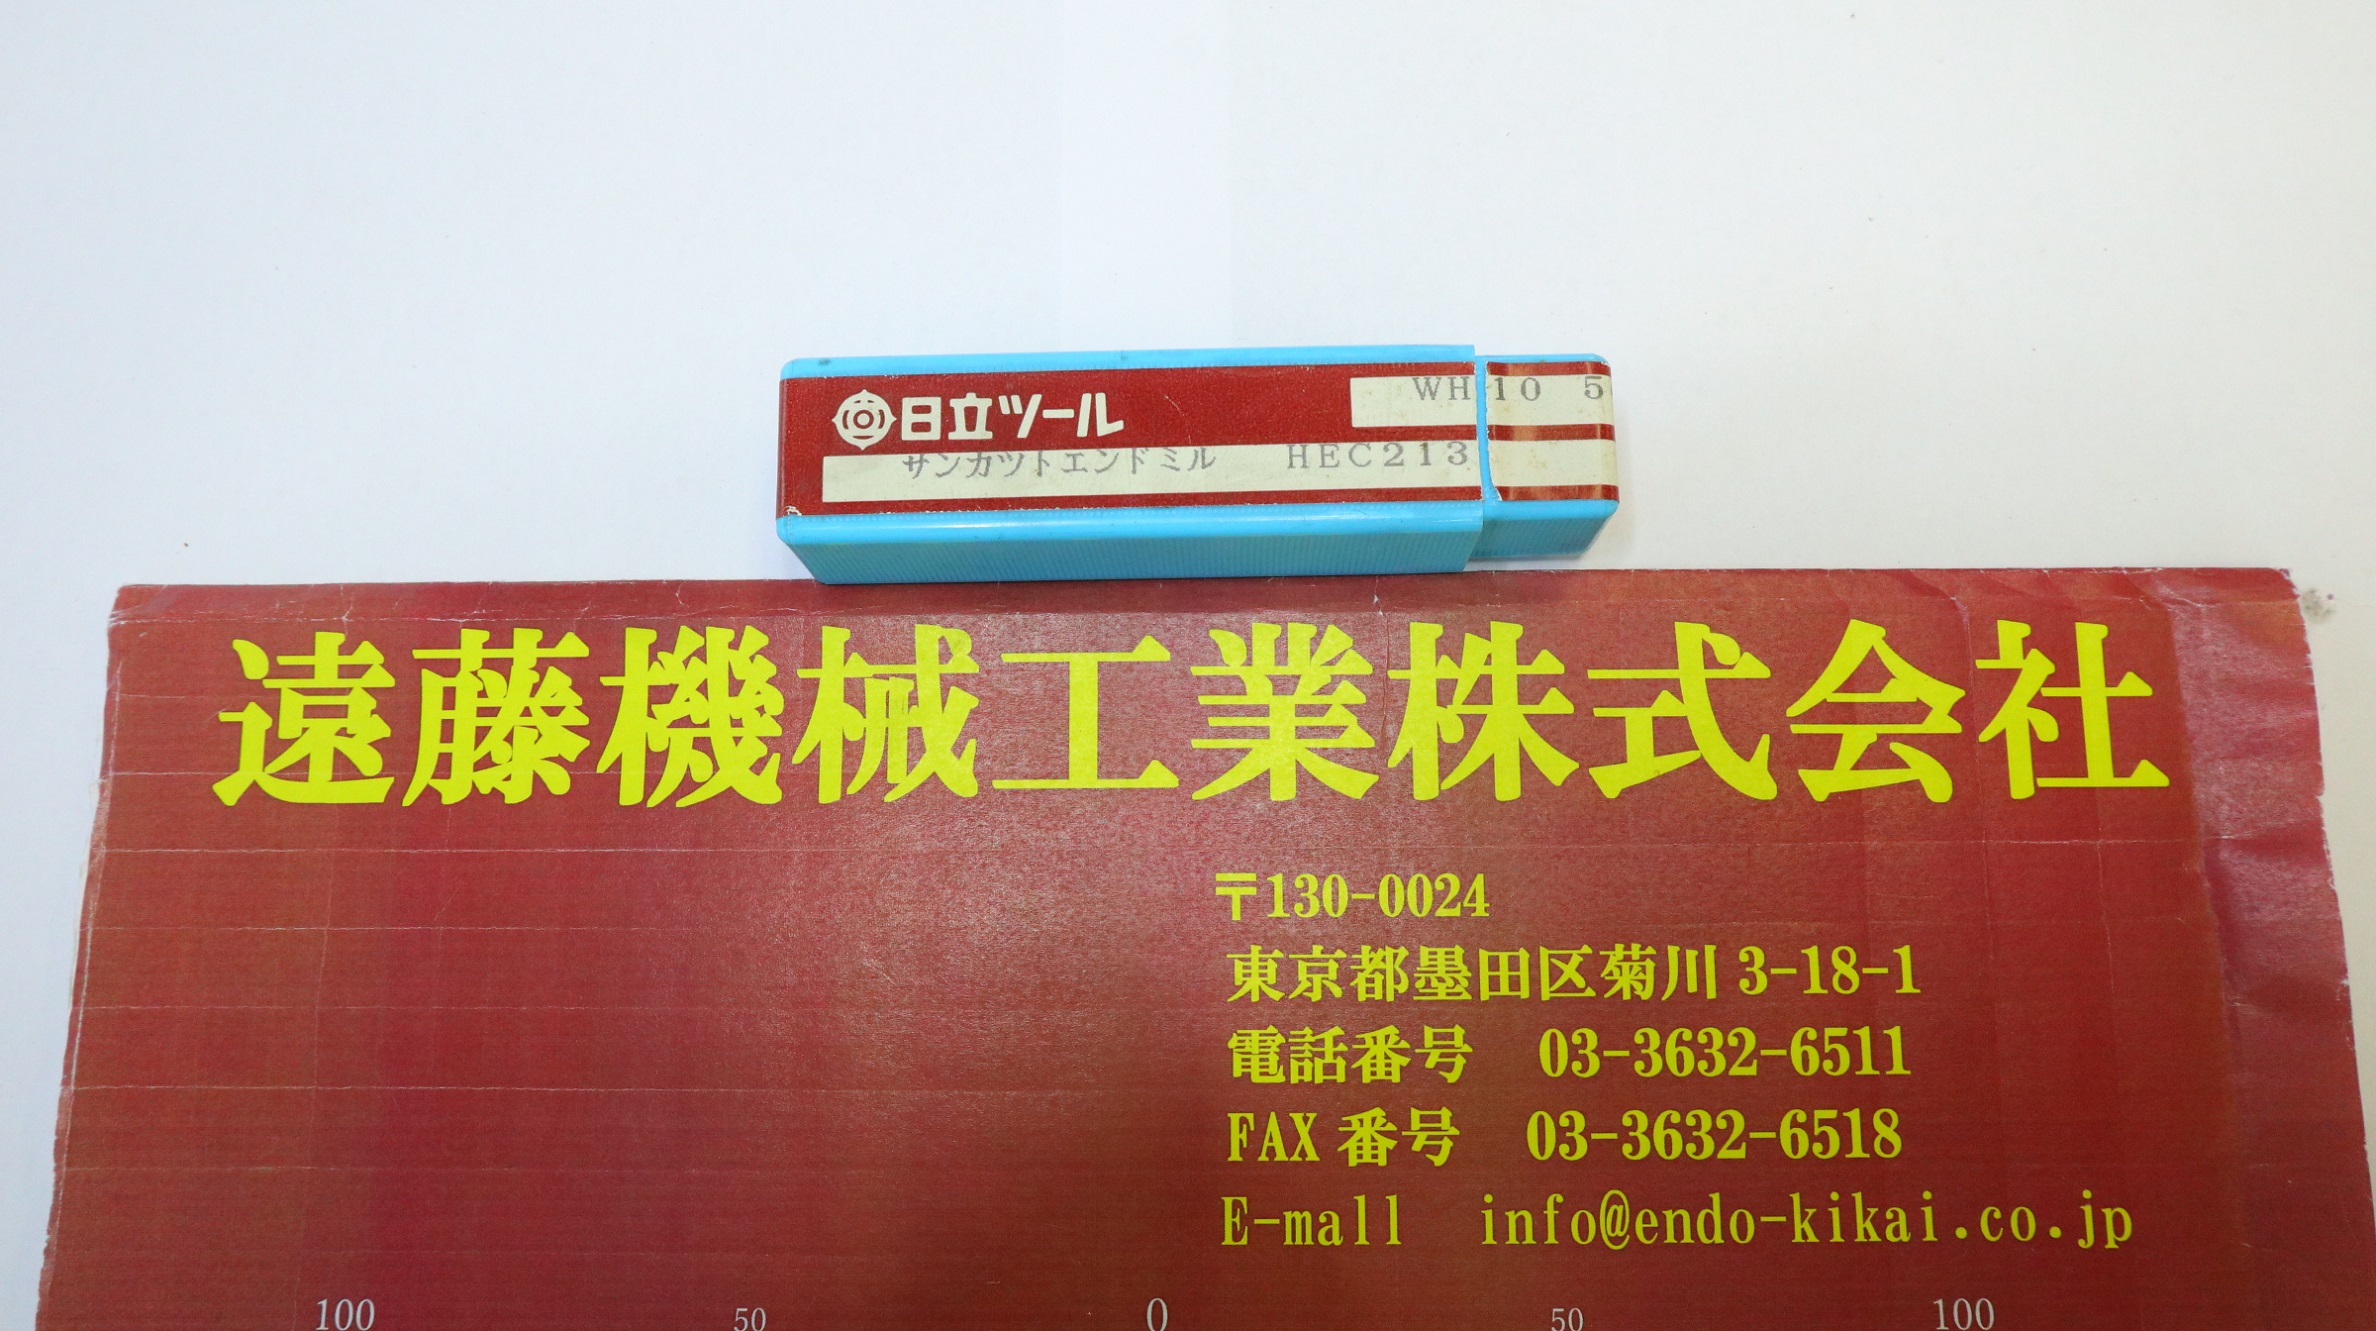 日立ツール
WH10 5
サンカットエンドミル HEC213
遠藤機械工業株式会社
〒130-0024
東京都墨田区菊川3-18-1
電話番号 03-3632-6511
FAX番号 03-3632-6518
E-mall info@endo-kikai.co.jp
100 50 0 50 100